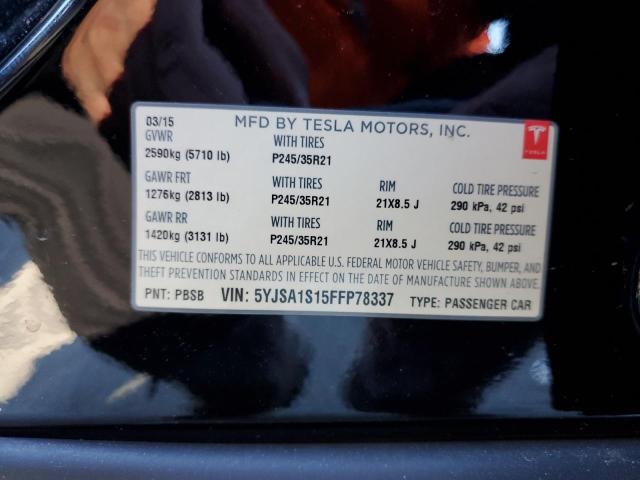 03/15 MFD BY TESLA MOTORS, INC.
GVWR WITH TIRES
2590kg (5710 lb) P245/35R21
GAWR FRT WITH TIRES RIM COLD TIRE PRESSURE
1276kg (2813 lb) P245/35R21 21X8.5 J 290 kPa, 42 psi
GAWR RR WITH TIRES RIM COLD TIRE PRESSURE
1420kg (3131 lb) P245/35R21 21X8.5 J 290 kPa, 42 psi
THIS VEHICLE CONFORMS TO ALL APPLICABLE U.S. FEDERAL MOTOR VEHICLE SAFETY, BUMPER, AND
THEFT PREVENTION STANDARDS IN EFFECT ON THE DATE OF MANUFACTURE SHOWN ABOVE.
PNT: PBSB VIN: 5YJSA1S15FFP78337 TYPE: PASSENGER CAR
TESLA